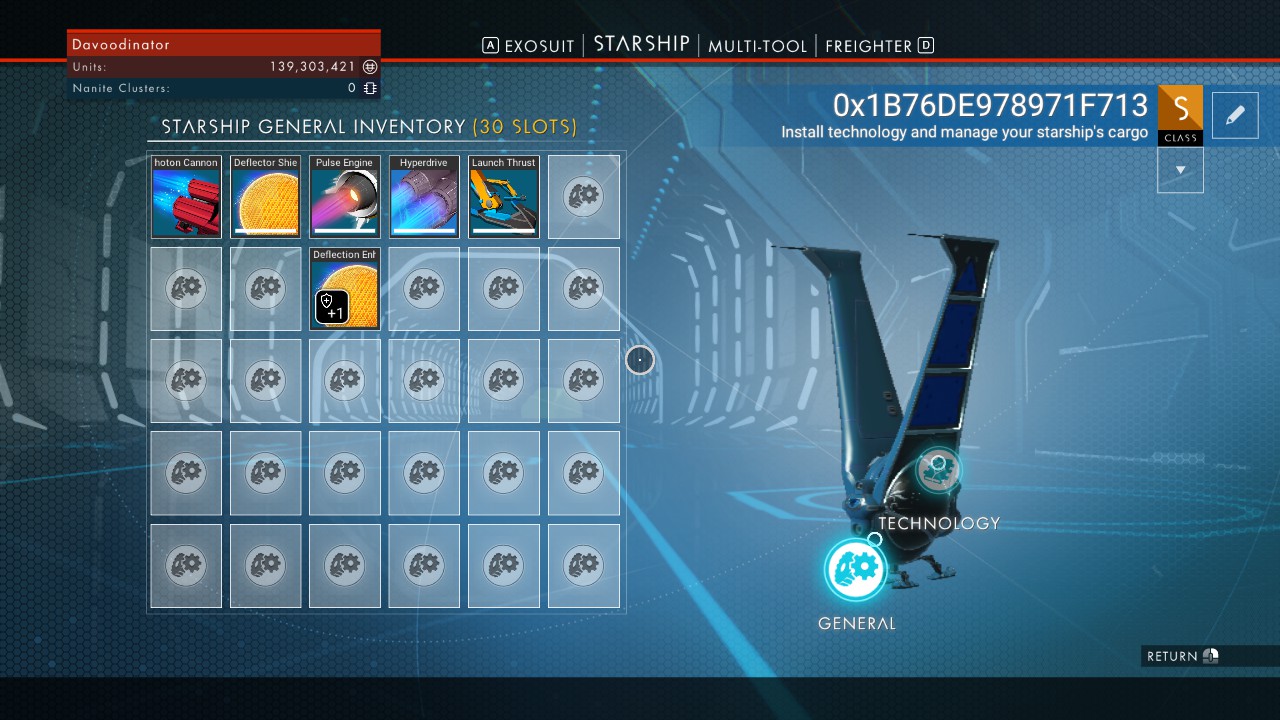 Davoodinator
Units: 139,303,421
Nanite Clusters: 0
A EXOSUIT STARSHIP MULTI-TOOL FREIGHTER D
0x1B76DE978971F713
Install technology and manage your starship's cargo
S
CLASS
STARSHIP GENERAL INVENTORY (30 SLOTS)
hoton Cannon Deflector Shie Pulse Engine Hyperdrive Launch Thrust
Deflection Enh
+1
TECHNOLOGY
GENERAL
RETURN